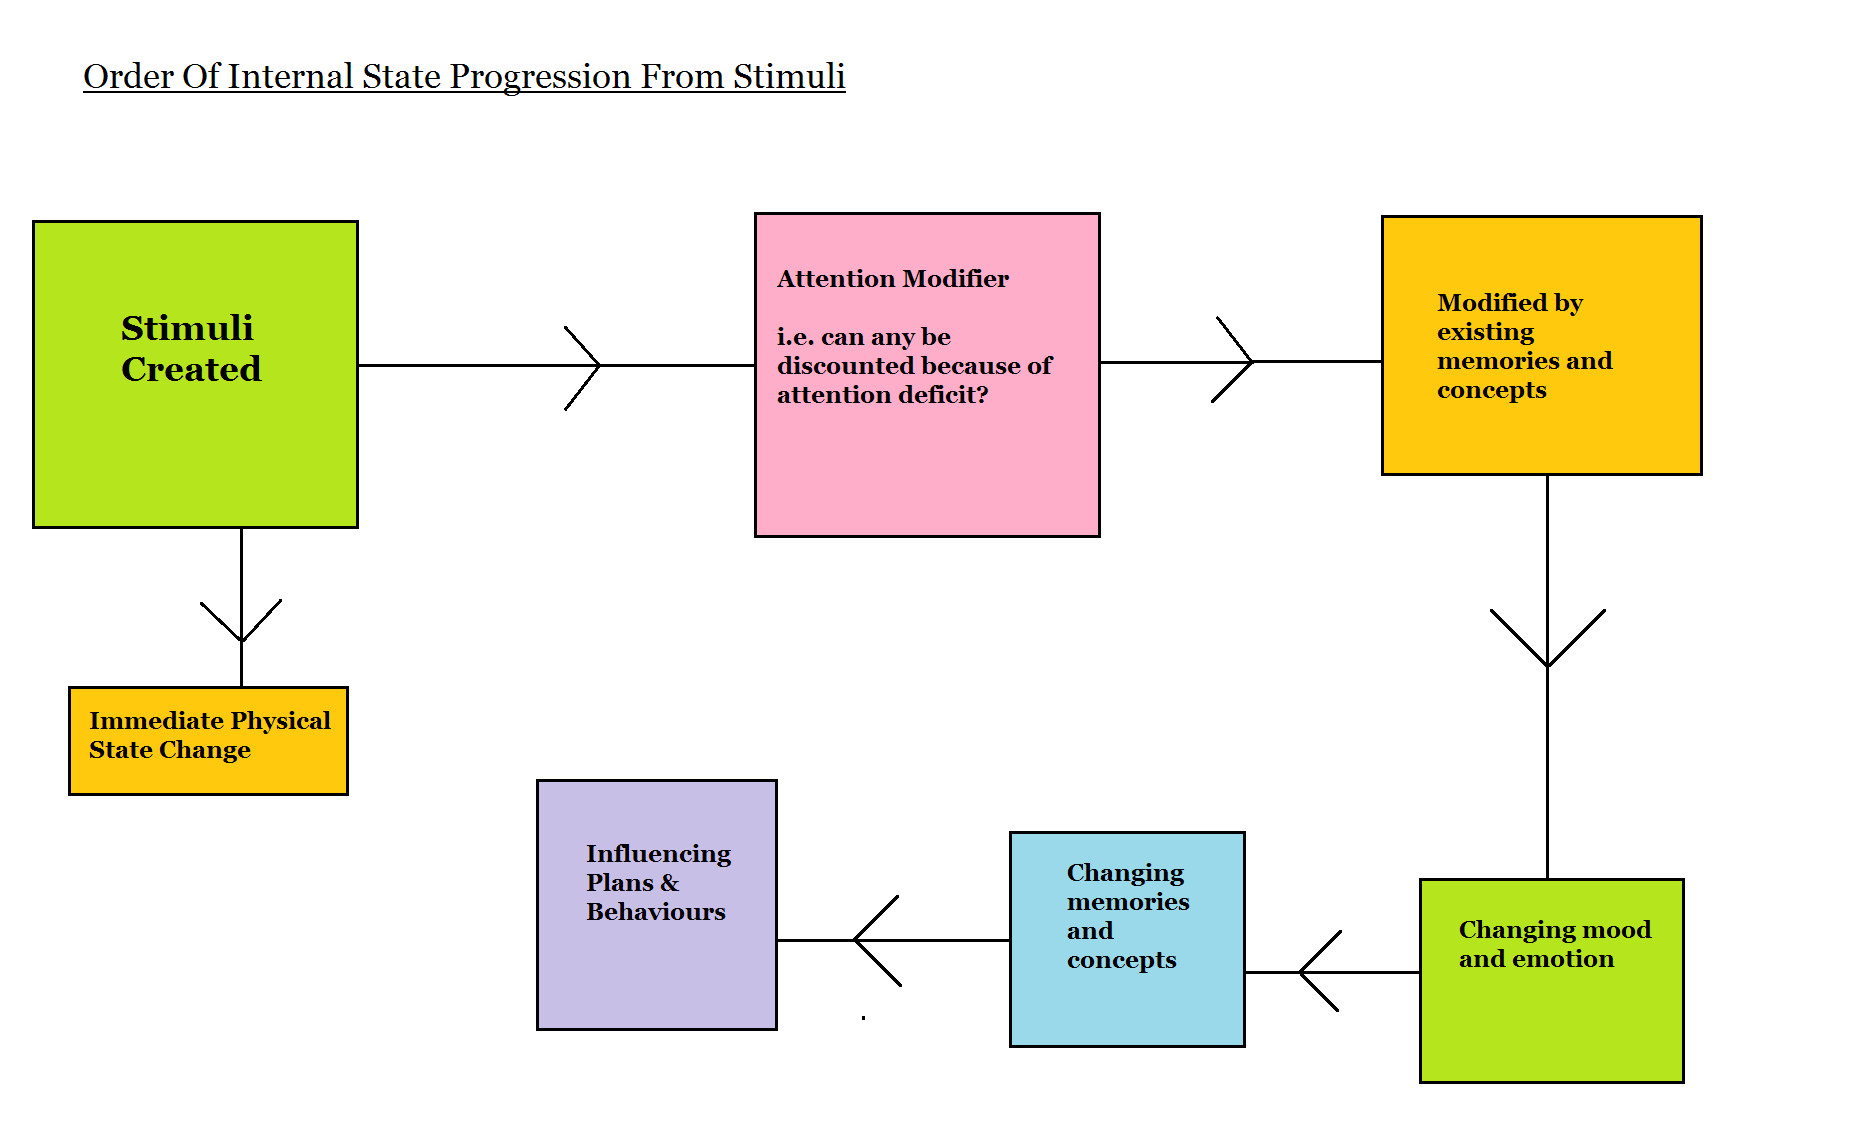 Order Of Internal State Progression From Stimuli
Stimuli
Created
Attention Modifier
i.e. can any be
discounted because of
attention deficit?
Modified by
existing
memories and
concepts
Immediate Physical
State Change
Influencing
Plans &
Behaviours
Changing
memories
and
concepts
Changing mood
and emotion